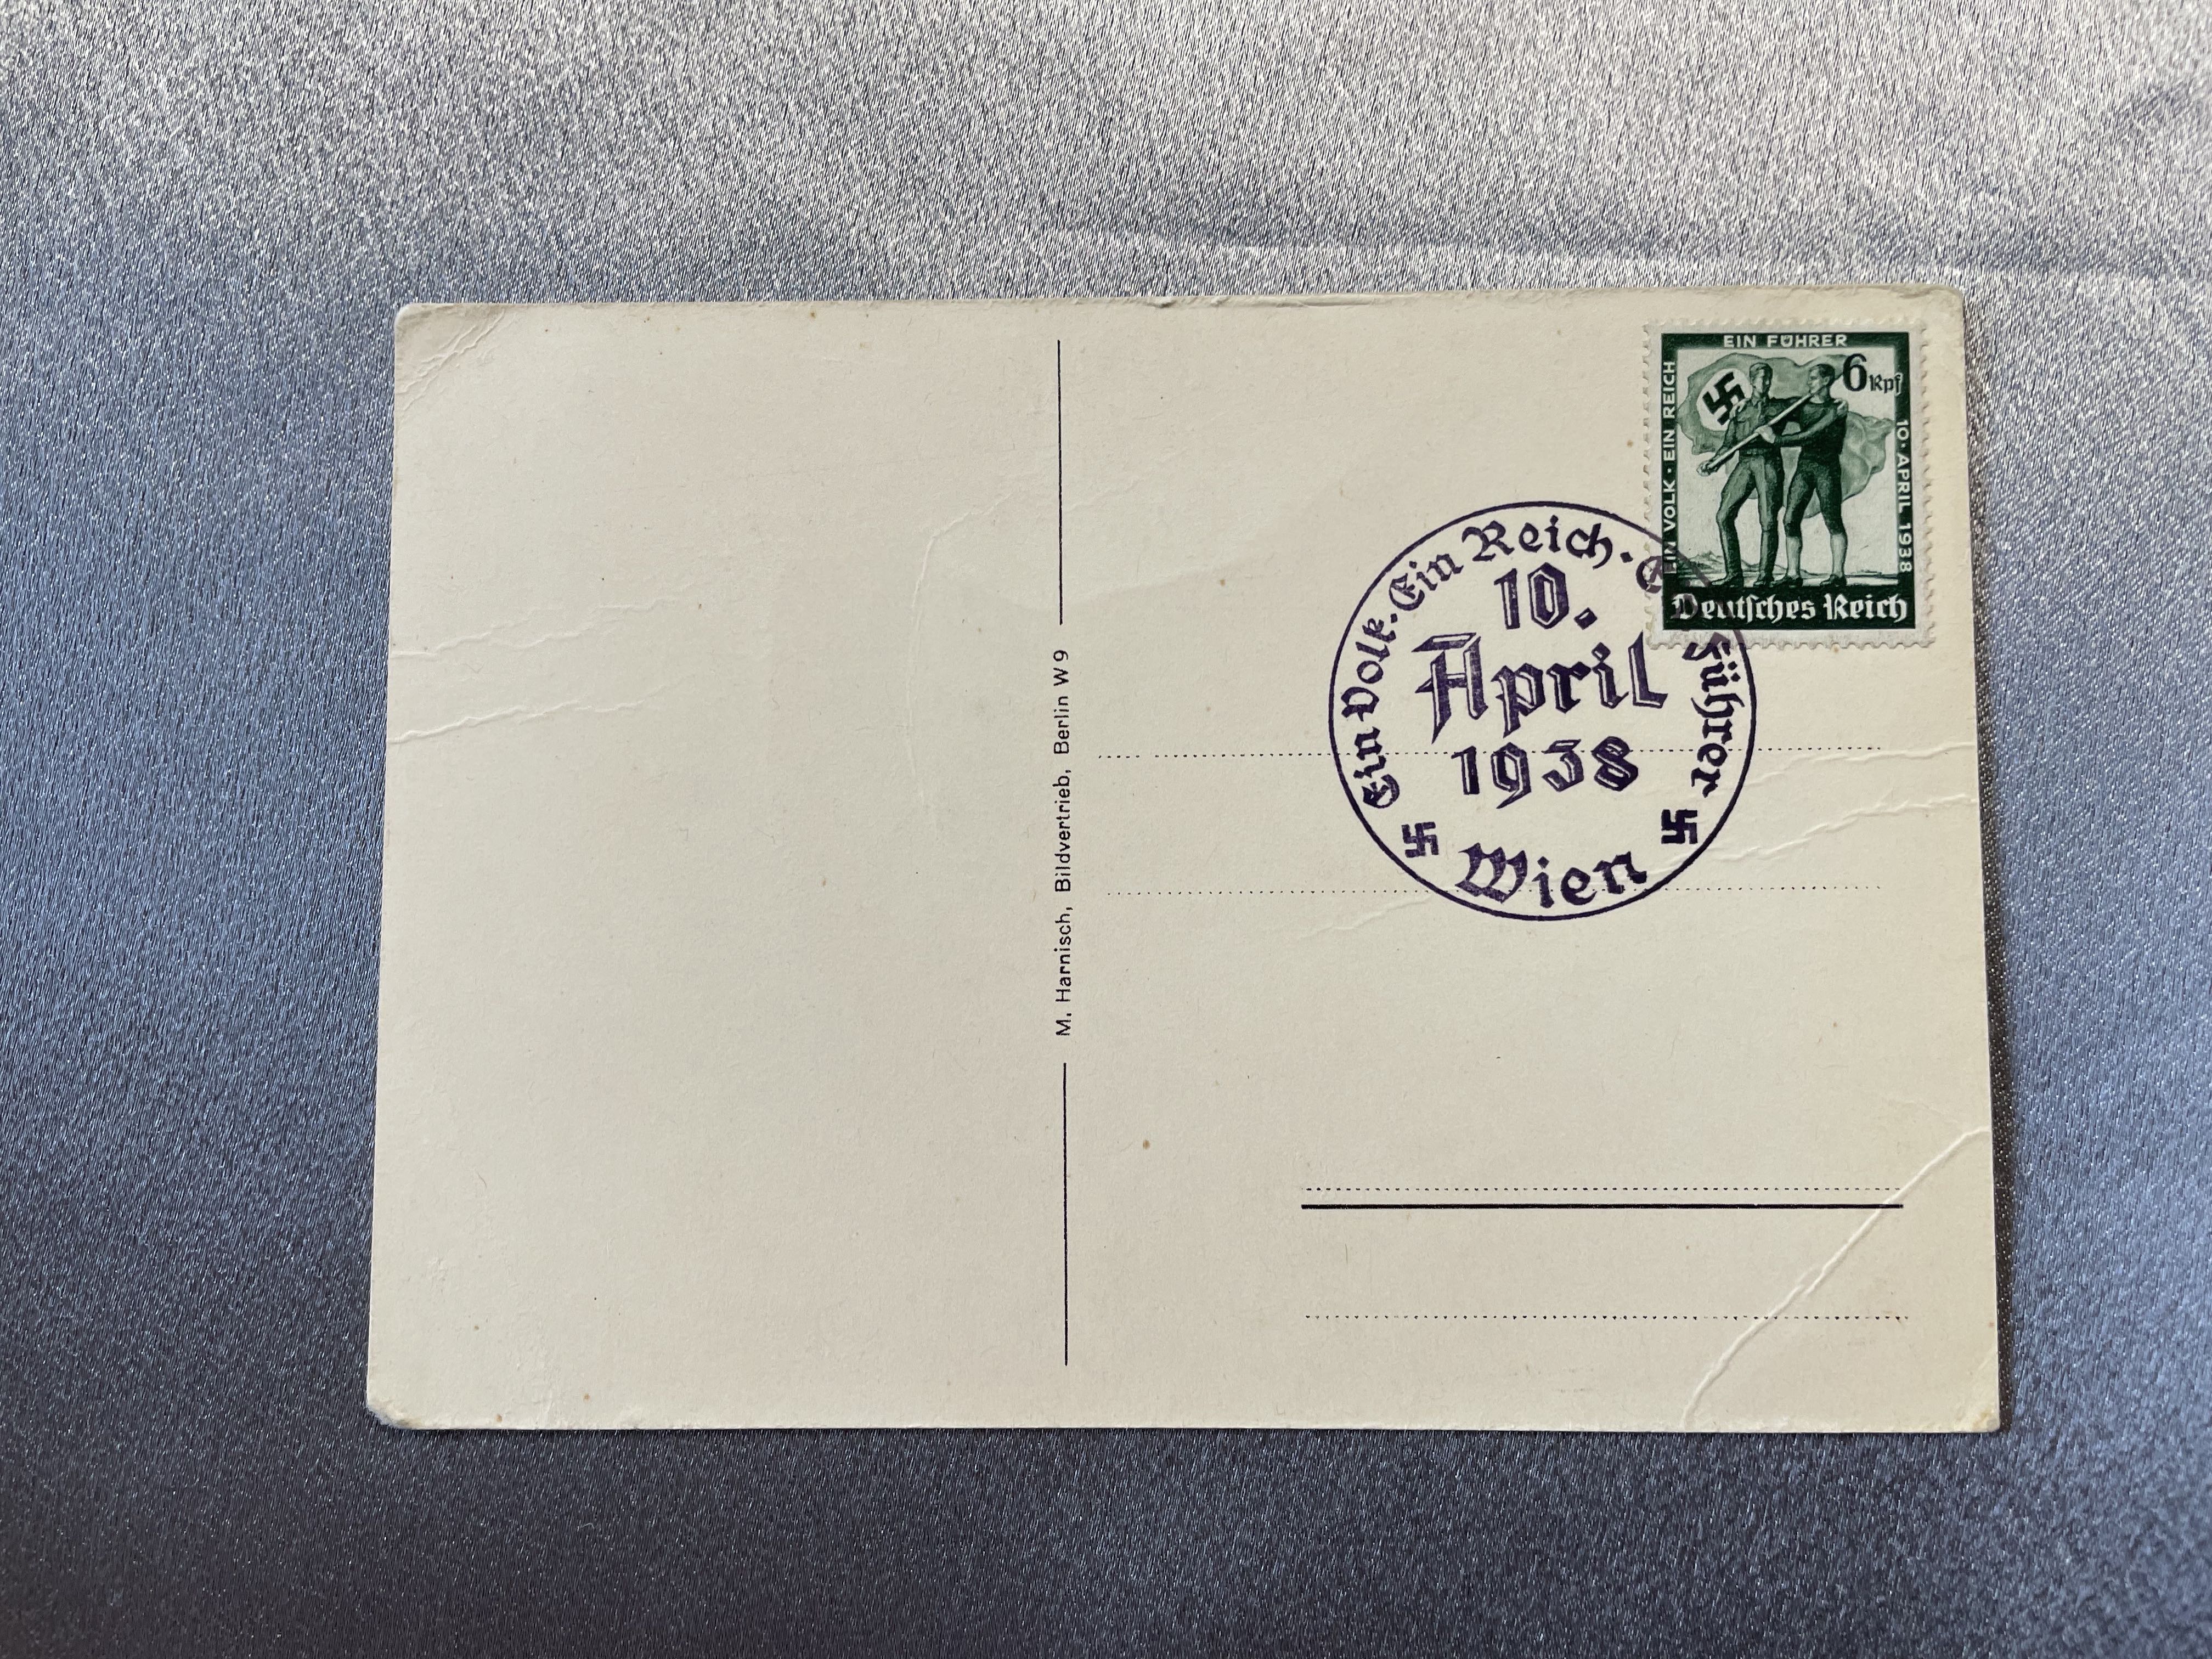 M. Harnisch, Bildvertrieb, Berlin W 9
EIN VOLK · EIN REICH
EIN FÜHRER
10. APRIL 1938
6 Rpf
Deutsches Reich
Ein Volk. Ein Reich. Ein Führer
10.
April
1938
Wien